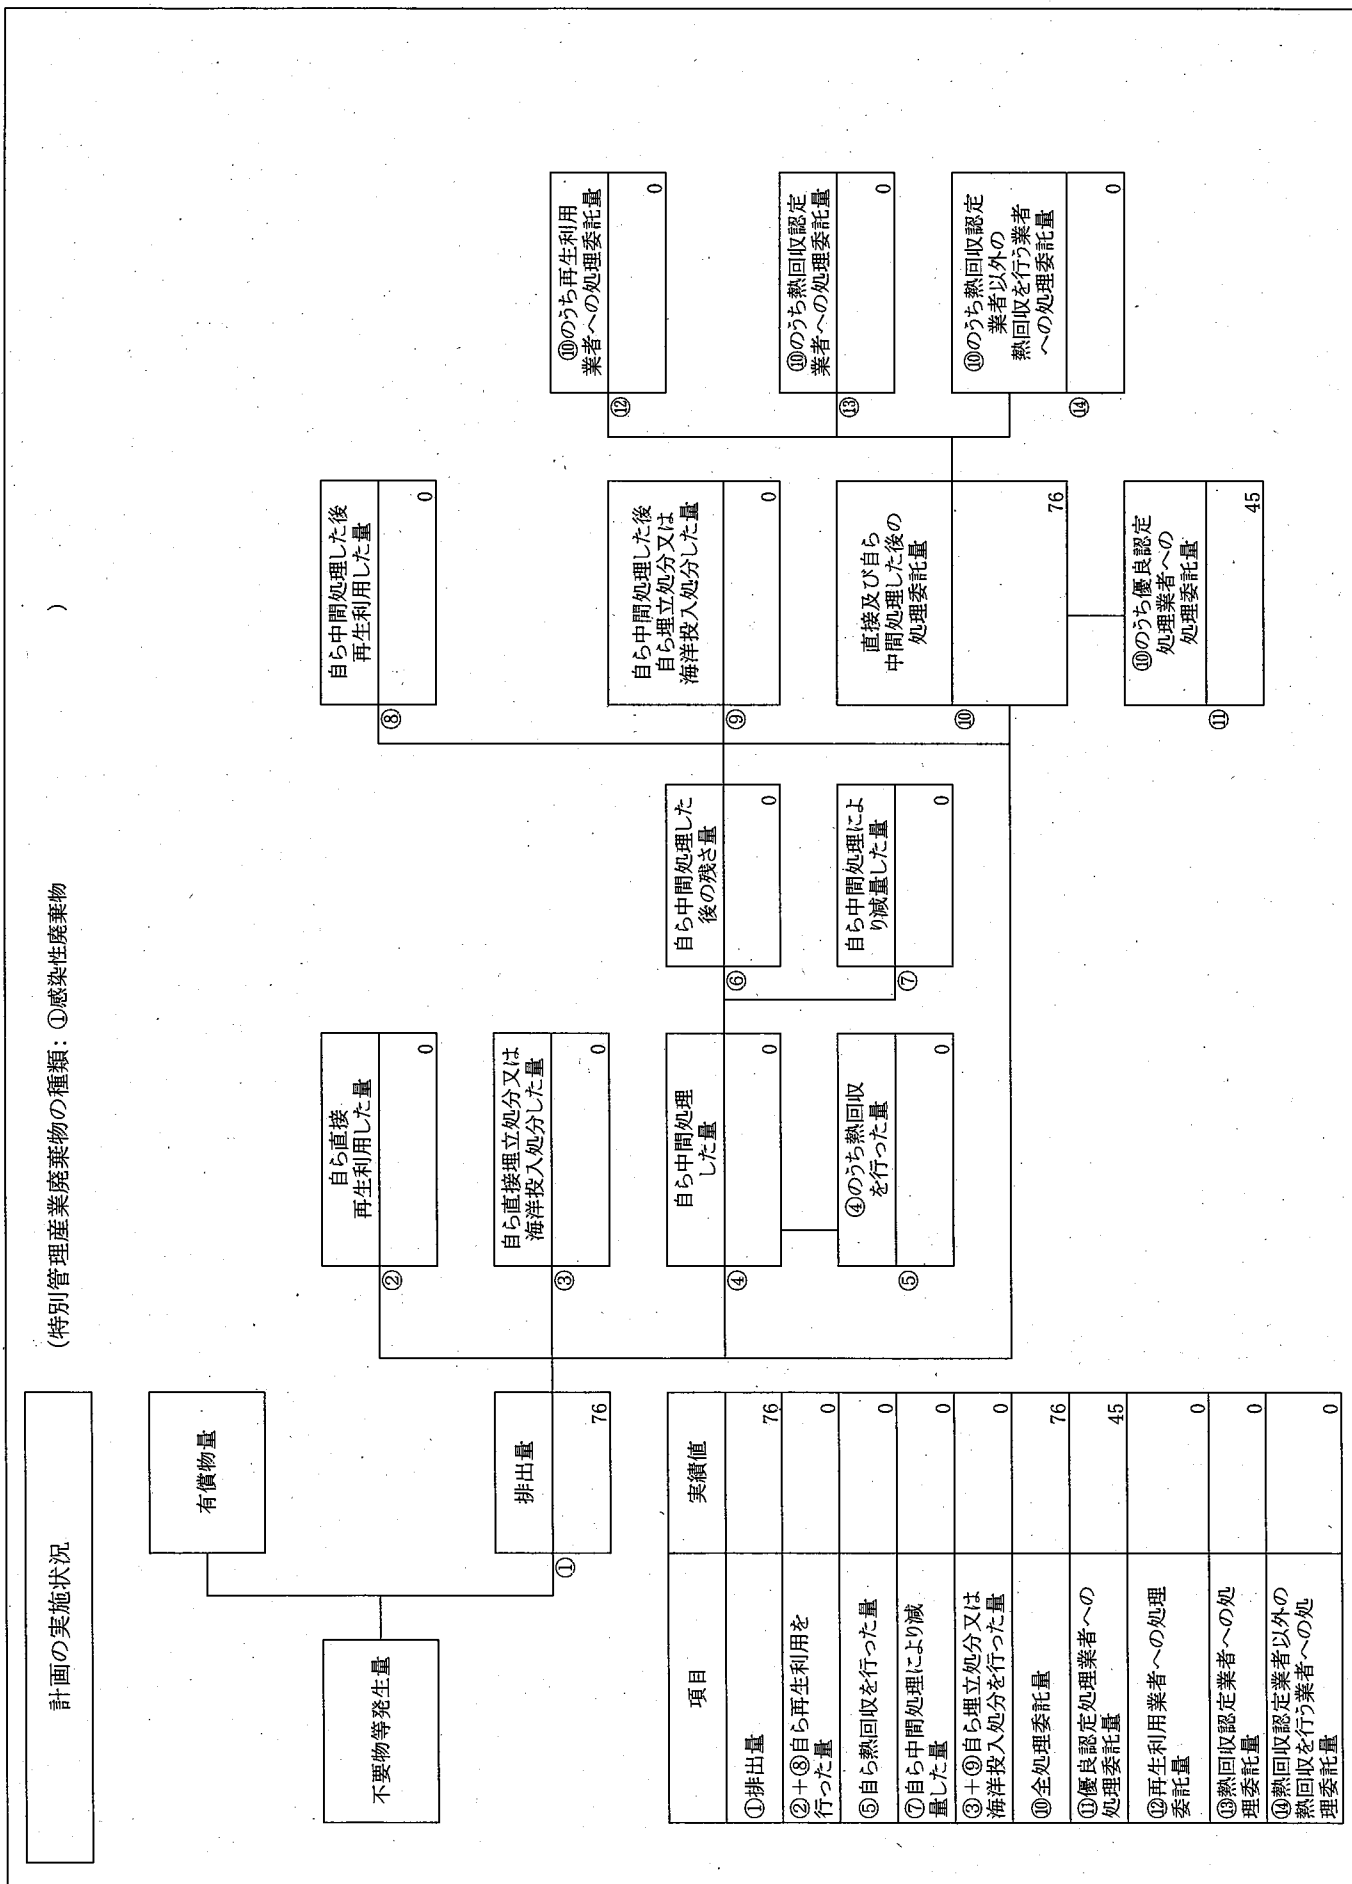 計画の実施状況
(特別管理産業廃棄物の種類:①感染性廃棄物
)
不要物等発生量
有償物量
①
排出量
76
②
自ら直接
再生利用した量
0
③
自ら直接埋立処分又は
海洋投入処分した量
0
④
自ら中間処理
した量
0
⑤
④のうち熱回収
を行った量
0
⑥
自ら中間処理した
後の残さ量
0
⑦
自ら中間処理によ
り減量した量
0
⑧
自ら中間処理した後
再生利用した量
0
⑨
自ら中間処理した後
自ら埋立処分又は
海洋投入処分した量
0
⑩
直接及び自ら
中間処理した後の
処理委託量
76
⑪
⑩のうち優良認定
処理業者への
処理委託量
45
⑫
⑩のうち再生利用
業者への処理委託量
0
⑬
⑩のうち熱回収認定
業者への処理委託量
0
⑭
⑩のうち熱回収認定
業者以外の
熱回収を行う業者
への処理委託量
0
項目 実績値
①排出量 76
②+⑧自ら再生利用を
行った量 0
⑤自ら熱回収を行った量 0
⑦自ら中間処理により減
量した量 0
③+⑨自ら埋立処分又は
海洋投入処分を行った量 0
⑩全処理委託量 76
⑪優良認定処理業者への
処理委託量 45
⑫再生利用業者への処理
委託量 0
⑬熱回収認定業者への処
理委託量 0
⑭熱回収認定業者以外の
熱回収を行う業者への処
理委託量 0